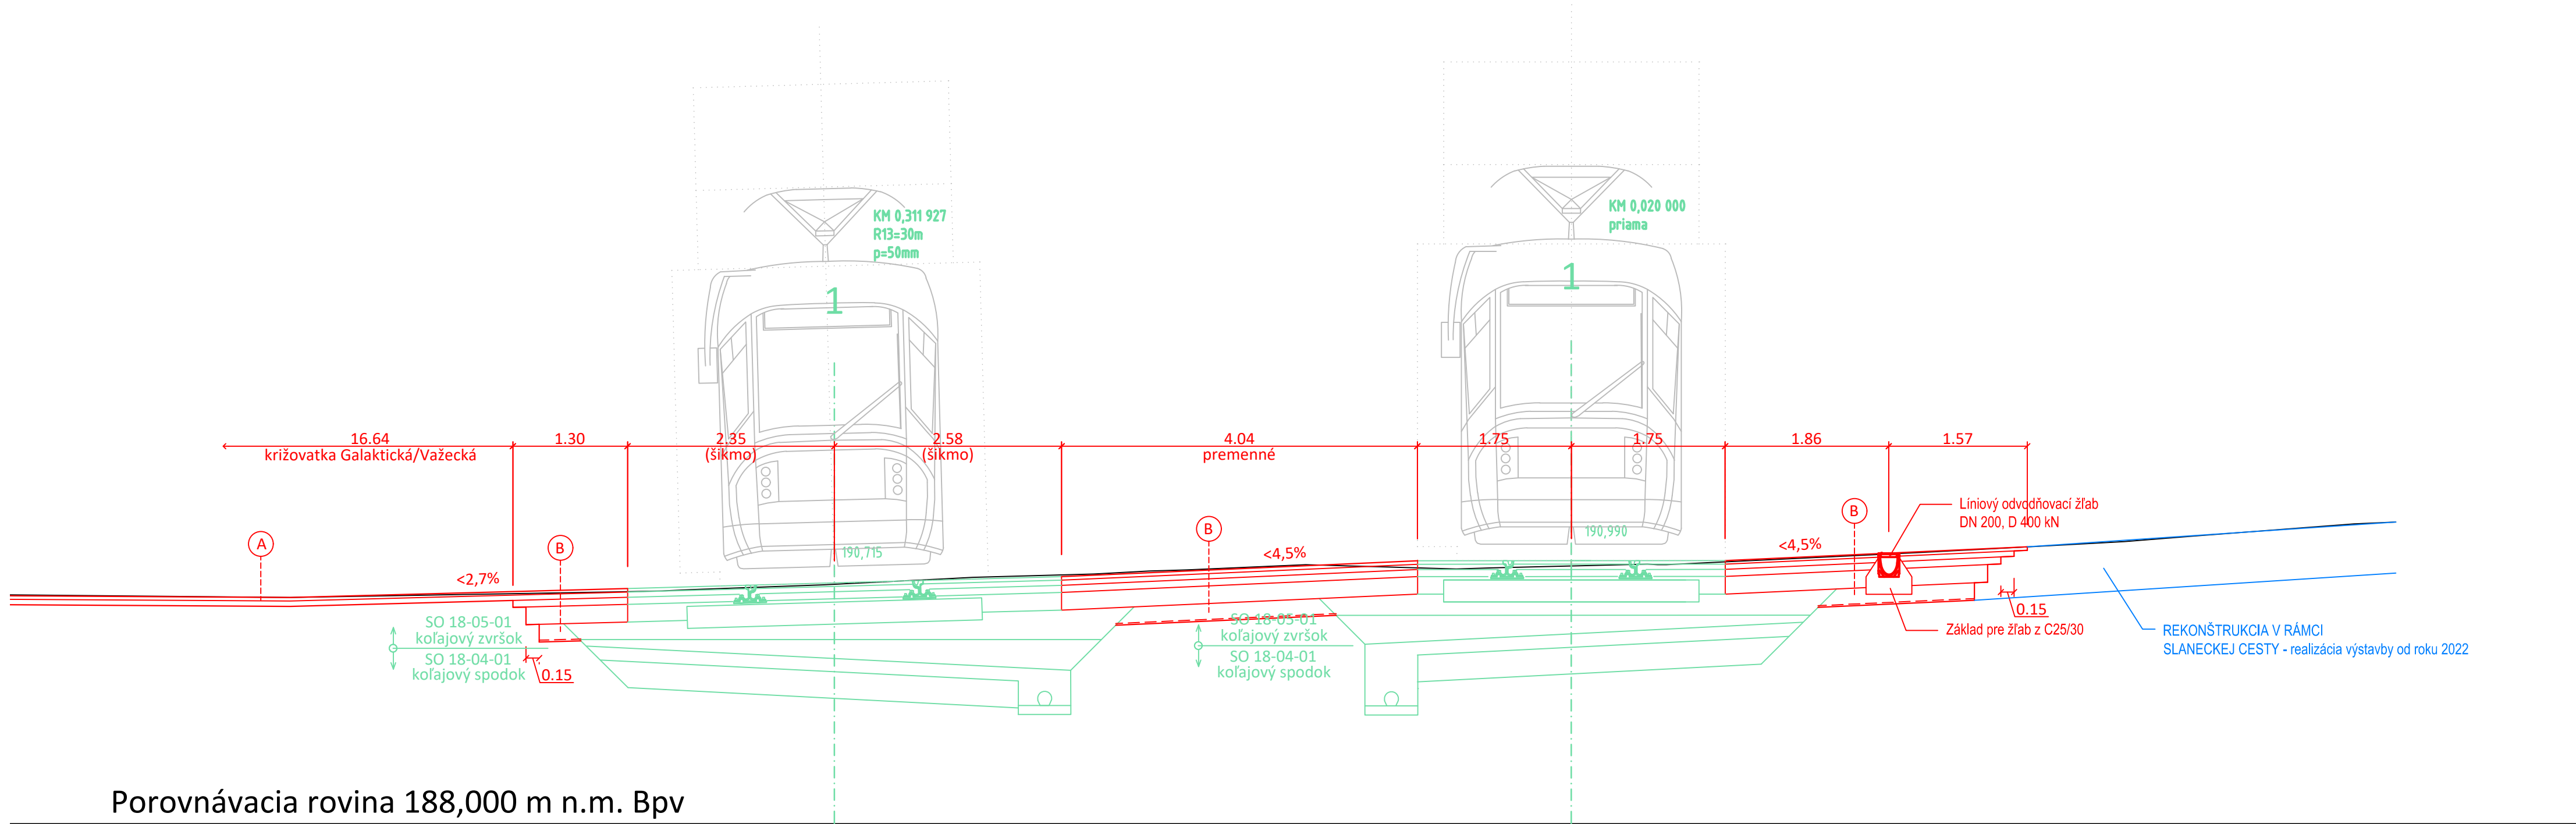 KM 0,311 927
R13=30m
p=50mm
KM 0,020 000
priama
1
1
16.64
križovatka Galaktická/Važecká
1.30
2.35
(šikmo)
2.58
(šikmo)
4.04
premenné
1.75
1.75
1.86
1.57
A
B
B
B
<2,7%
190,715
<4,5%
190,990
<4,5%
Líniový odvodňovací žľab
DN 200, D 400 kN
0.15
Základ pre žľab z C25/30
REKONŠTRUKCIA V RÁMCI
SLANECKEJ CESTY - realizácia výstavby od roku 2022
SO 18-05-01
koľajový zvršok
SO 18-04-01
koľajový spodok
0.15
SO 18-05-01
koľajový zvršok
SO 18-04-01
koľajový spodok
Porovnávacia rovina 188,000 m n.m. Bpv